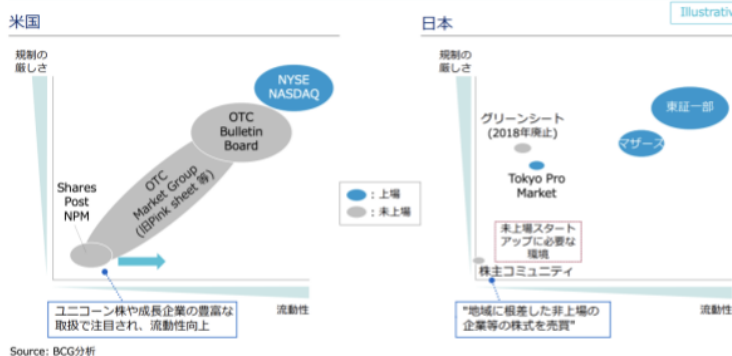 米国
規制の
厳しさ
NYSE
NASDAQ
OTC
Bulletin
Board
OTC
Market Group
(旧Pink sheet 等)
Shares
Post
NPM
流動性
ユニコーン株や成長企業の豊富な
取扱で注目され、流動性向上
Source: BCG分析
：上場
：未上場
日本
規制の
厳しさ
グリーンシート
(2018年廃止)
東証一部
マザーズ
Tokyo Pro
Market
未上場スタート
アップに必要な
環境
株主コミュニティ
流動性
"地域に根差した非上場の
企業等の株式を売買"